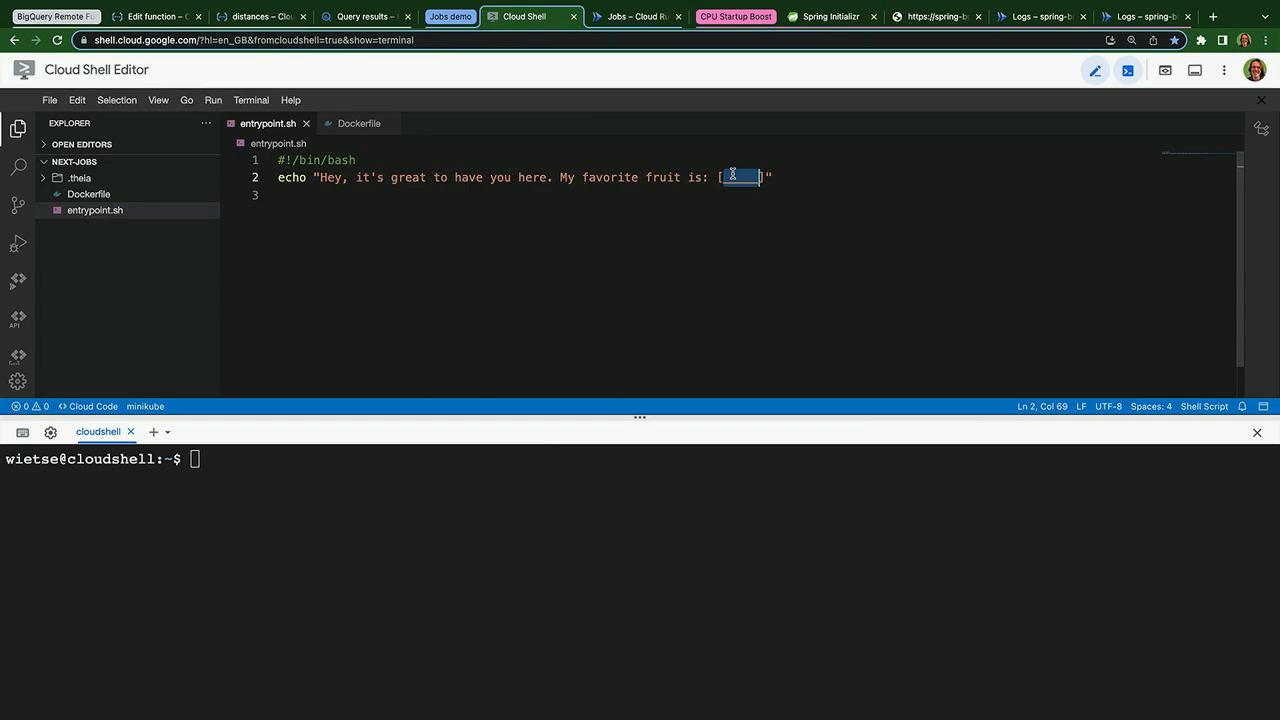 BigQuery Remote Fu
Edit function – C
distances – Clou
Query results –
Jobs demo
Cloud Shell
Jobs – Cloud Ru
CPU Startup Boost
Spring Initializr
https://spring-b
Logs – spring-b
Logs – spring-b
shell.cloud.google.com/?hl=en_GB&fromcloudshell=true&show=terminal
Cloud Shell Editor
File Edit Selection View Go Run Terminal Help
EXPLORER
OPEN EDITORS
NEXT-JOBS
.theia
Dockerfile
entrypoint.sh
API
entrypoint.sh
Dockerfile
entrypoint.sh
1 #!/bin/bash
2 echo "Hey, it's great to have you here. My favorite fruit is: [_____]"
3
0 0 Cloud Code minikube
Ln 2, Col 69 LF UTF-8 Spaces: 4 Shell Script
cloudshell
wietse@cloudshell:~$